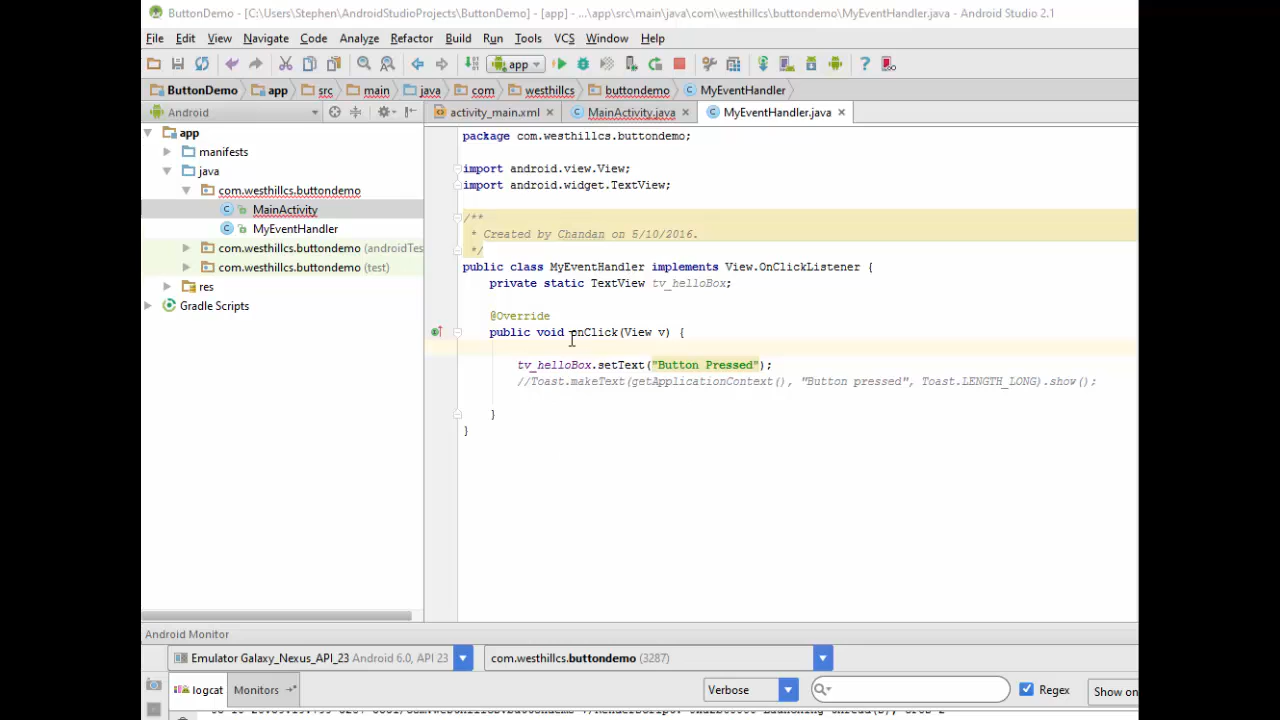 ButtonDemo - [C:\Users\Stephen\AndroidStudioProjects\ButtonDemo] - [app] - ...\app\src\main\java\com\westhillcs\buttondemo\MyEventHandler.java - Android Studio 2.1
File Edit View Navigate Code Analyze Refactor Build Run Tools VCS Window Help
app
ButtonDemo app src main java com westhillcs buttondemo MyEventHandler
Android
activity_main.xml MainActivity.java MyEventHandler.java
app
manifests
java
com.westhillcs.buttondemo
MainActivity
MyEventHandler
com.westhillcs.buttondemo (androidTes
com.westhillcs.buttondemo (test)
res
Gradle Scripts
package com.westhillcs.buttondemo;
import android.view.View;
import android.widget.TextView;
/**
* Created by Chandan on 5/10/2016.
*/
public class MyEventHandler implements View.OnClickListener {
private static TextView tv_helloBox;
@Override
public void onClick(View v) {
tv_helloBox.setText("Button Pressed");
//Toast.makeText(getApplicationContext(), "Button pressed", Toast.LENGTH_LONG).show();
}
}
Android Monitor
Emulator Galaxy_Nexus_API_23 Android 6.0, API 23 com.westhillcs.buttondemo (3287)
logcat Monitors Verbose Regex Show on